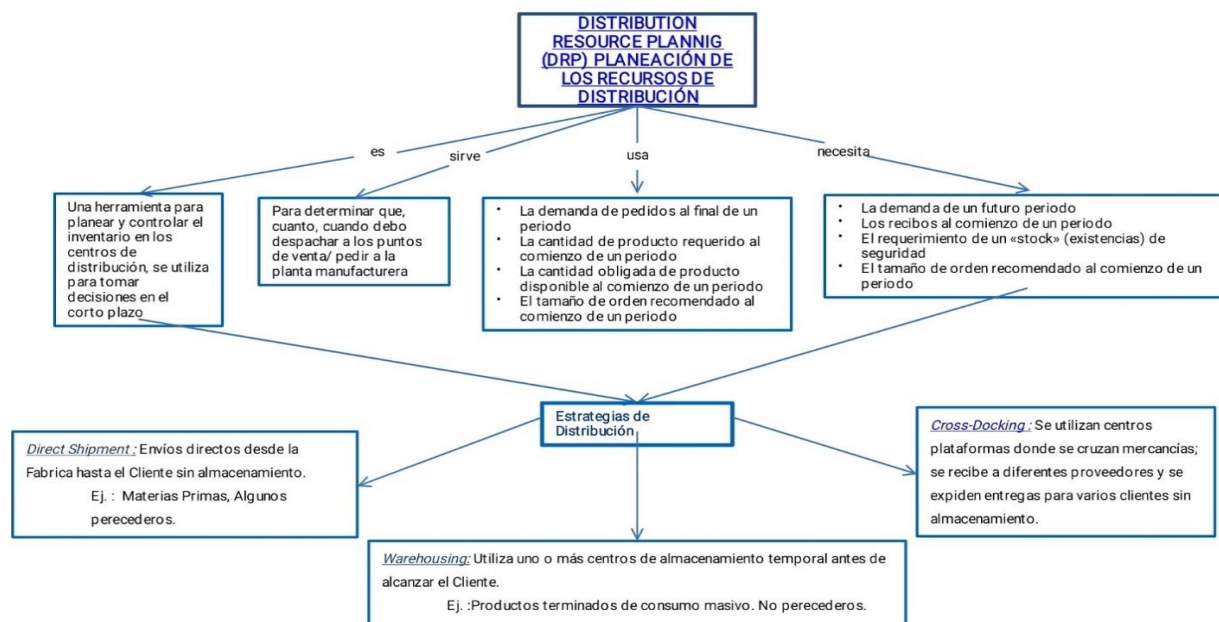 DISTRIBUTION
RESOURCE PLANNIG
(DRP) PLANEACIÓN DE
LOS RECURSOS DE
DISTRIBUCIÓN
es
sirve
usa
necesita
Una herramienta para
planear y controlar el
inventario en los
centros de
distribución, se utiliza
para tomar
decisiones en el
corto plazo
Para determinar que,
cuanto, cuando debo
despachar a los puntos
de venta/ pedir a la
planta manufacturera
• La demanda de pedidos al final de un
periodo
• La cantidad de producto requerido al
comienzo de un periodo
• La cantidad obligada de producto
disponible al comienzo de un periodo
• El tamaño de orden recomendado al
comienzo de un periodo
• La demanda de un futuro periodo
• Los recibos al comienzo de un periodo
• El requerimiento de un «stock» (existencias) de
seguridad
• El tamaño de orden recomendado al comienzo de un
periodo
Estrategias de
Distribución
Direct Shipment : Envíos directos desde la
Fabrica hasta el Cliente sin almacenamiento.
Ej. : Materias Primas, Algunos
perecederos.
Cross-Docking : Se utilizan centros
plataformas donde se cruzan mercancías;
se recibe a diferentes proveedores y se
expiden entregas para varios clientes sin
almacenamiento.
Warehousing: Utiliza uno o más centros de almacenamiento temporal antes de
alcanzar el Cliente.
Ej. :Productos terminados de consumo masivo. No perecederos.